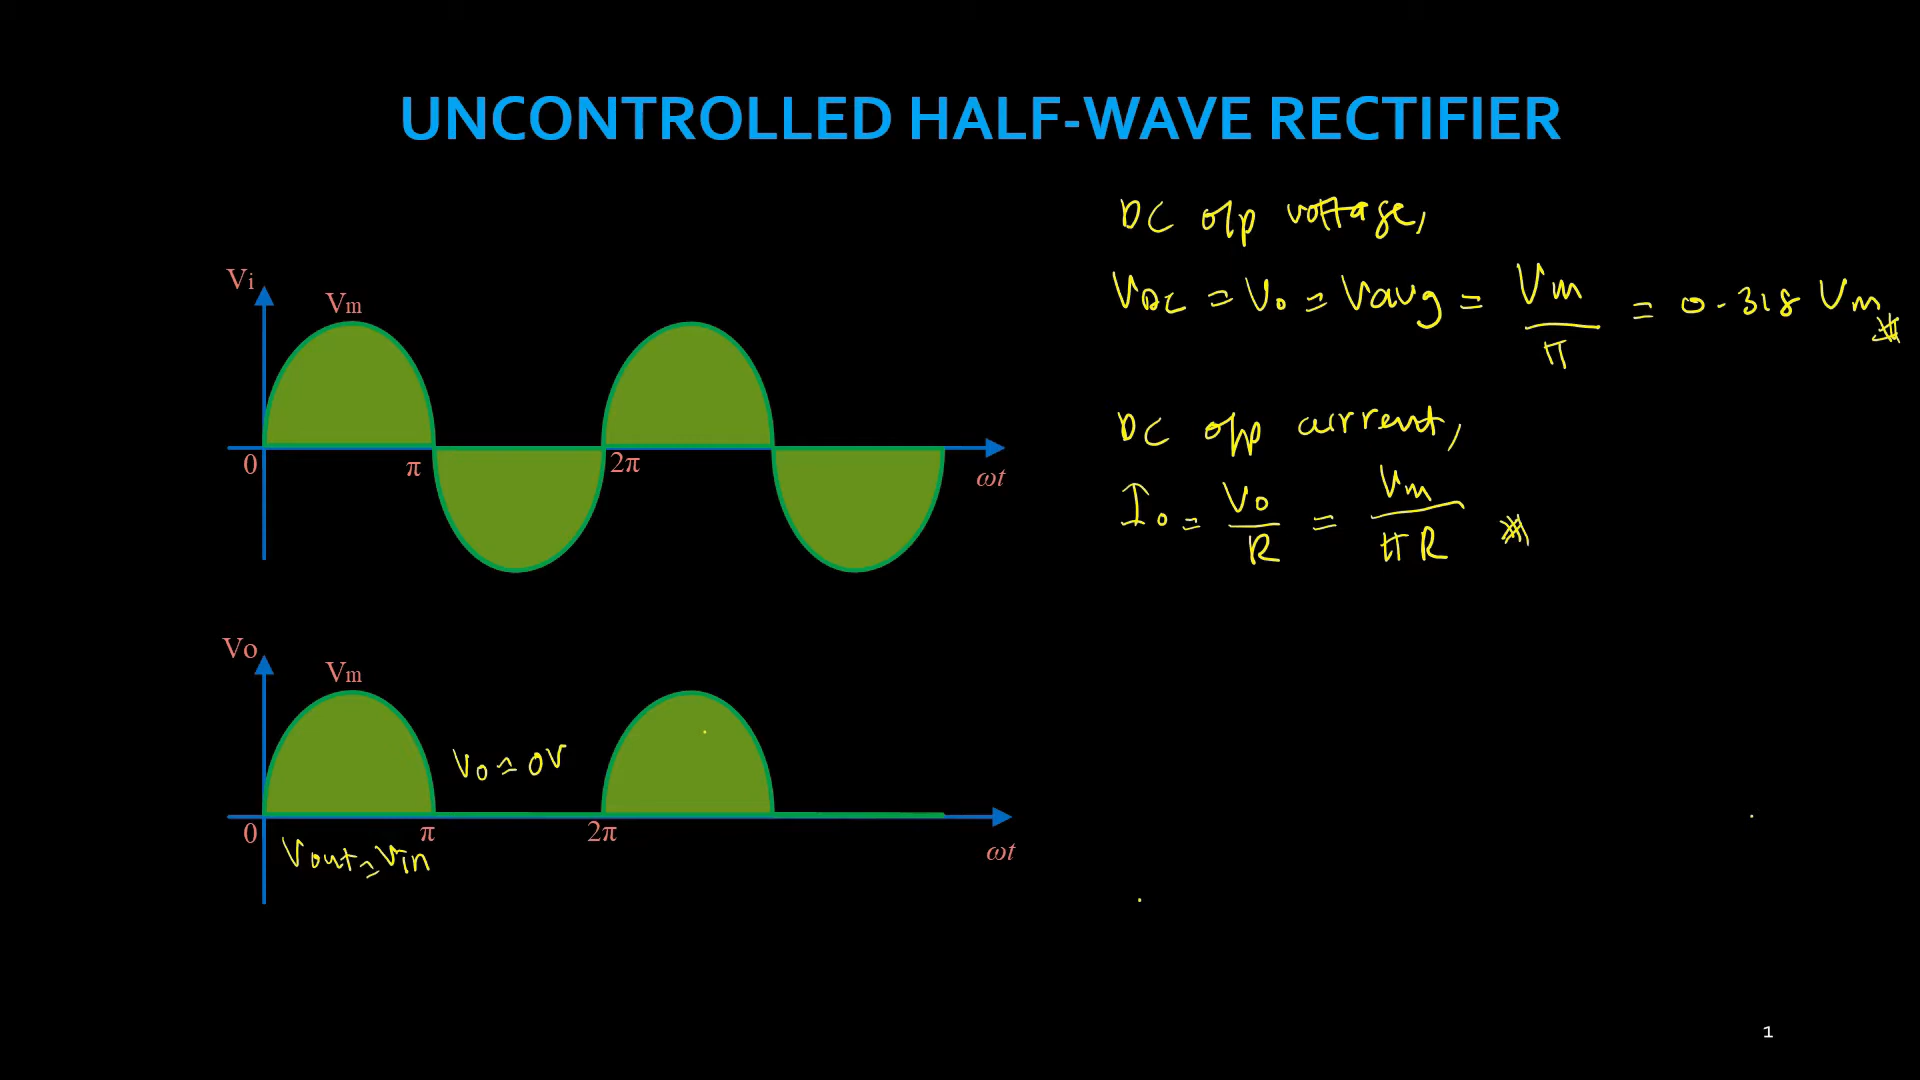 UNCONTROLLED HALF-WAVE RECTIFIER
DC o/p voltage,
VDC = Vo = Vavg = Vm/π = 0.318 Vm
DC o/p current,
Io = Vo/R = Vm/πR
Vi
Vm
0
π
2π
ωt
Vo
Vm
Vo = 0V
0
π
2π
ωt
Vout = Vin
1